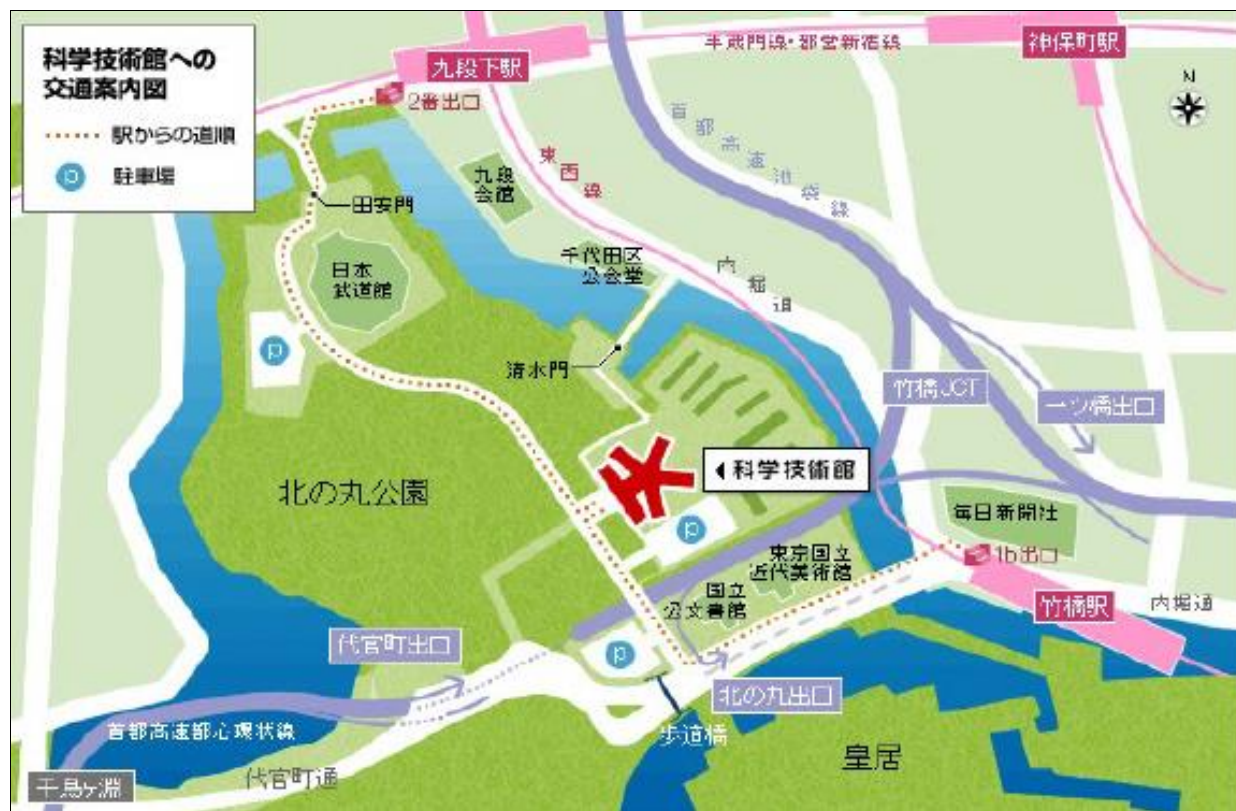 科学技術館への
交通案内図
駅からの道順
P
駐車場
九段下駅
2番出口
半蔵門線・都営新宿線
神保町駅
N
首都高速池袋線
東西線
九段
会館
田安門
日本
武道館
千代田区
公会堂
内堀通
P
清水門
竹橋JCT
一ツ橋出口
科学技術館
北の丸公園
P
毎日新聞社
1b出口
東京国立
近代美術館
国立
公文書館
竹橋駅
内堀通
代官町出口
P
北の丸出口
首都高速都心環状線
歩道橋
皇居
代官町通
千鳥ヶ淵